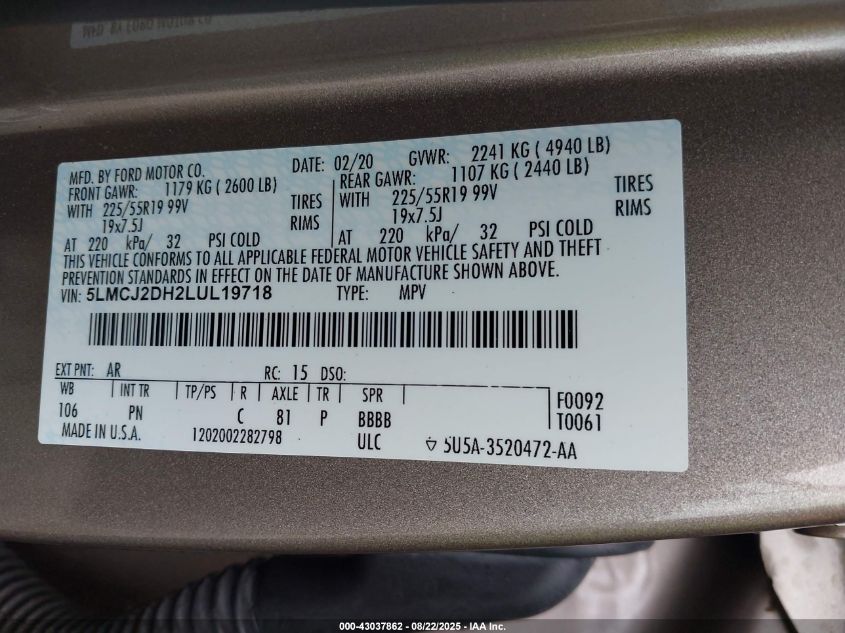 MFD. BY FORD MOTOR CO. DATE: 02/20 GVWR: 2241 KG ( 4940 LB)
FRONT GAWR: 1179 KG ( 2600 LB) REAR GAWR: 1107 KG ( 2440 LB)
WITH 225/55R19 99V TIRES WITH 225/55R19 99V TIRES
19x7.5J RIMS 19x7.5J RIMS
AT 220 kPa/ 32 PSI COLD AT 220 kPa/ 32 PSI COLD
THIS VEHICLE CONFORMS TO ALL APPLICABLE FEDERAL MOTOR VEHICLE SAFETY AND THEFT
PREVENTION STANDARDS IN EFFECT ON THE DATE OF MANUFACTURE SHOWN ABOVE.
VIN: 5LMCJ2DH2LUL19718 TYPE: MPV
EXT PNT: AR RC: 15 DSO:
WB INT TR TP/PS R AXLE TR SPR F0092
106 PN C 81 P BBBB T0061
MADE IN U.S.A. 1202002282798 ULC 5U5A-3520472-AA
000-43037862 - 08/22/2025 - IAA Inc.